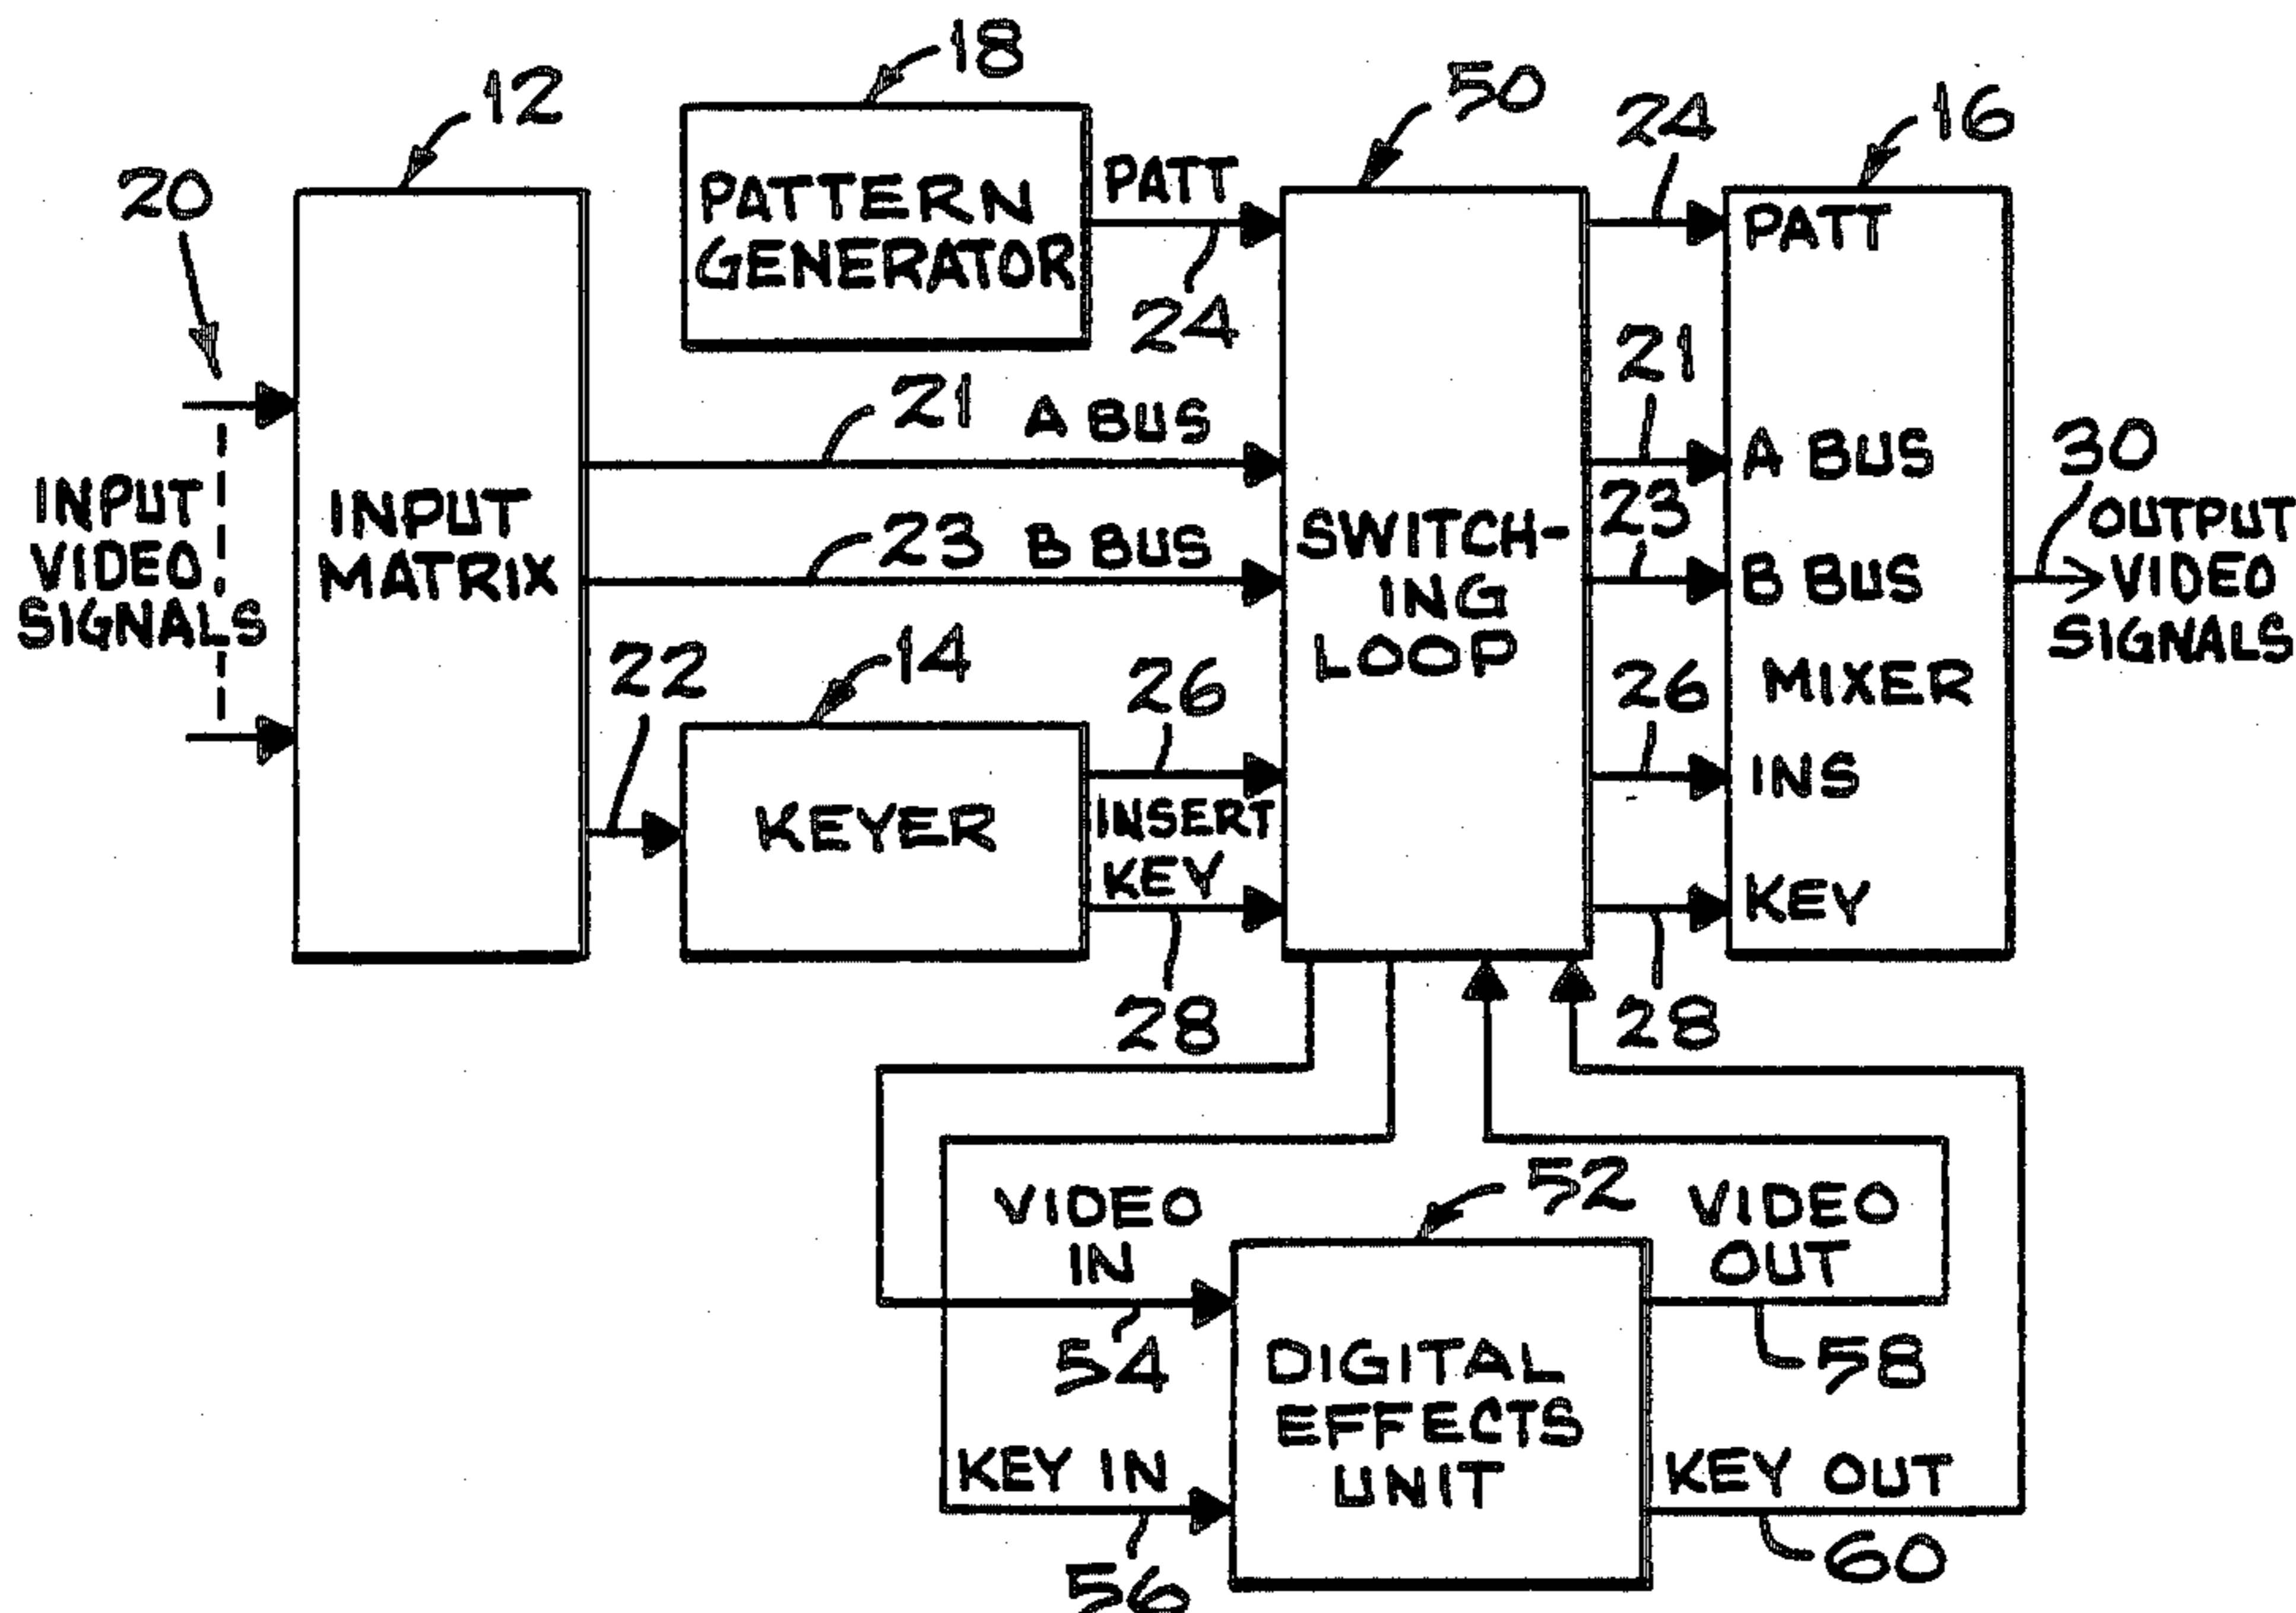 18
12
50
24
16
20
PATTERN
GENERATOR
PATT
24
PATT
21 A BUS
21
A BUS
30
INPUT
VIDEO
SIGNALS
INPUT
MATRIX
23 B BUS
SWITCH-
ING
LOOP
23
B BUS
OUTPUT
VIDEO
SIGNALS
22
14
26
26
MIXER
KEYER
INSERT
KEY
INS
KEY
28
28
VIDEO
IN
52
VIDEO
OUT
54
DIGITAL
EFFECTS
UNIT
58
KEY IN
KEY OUT
56
60